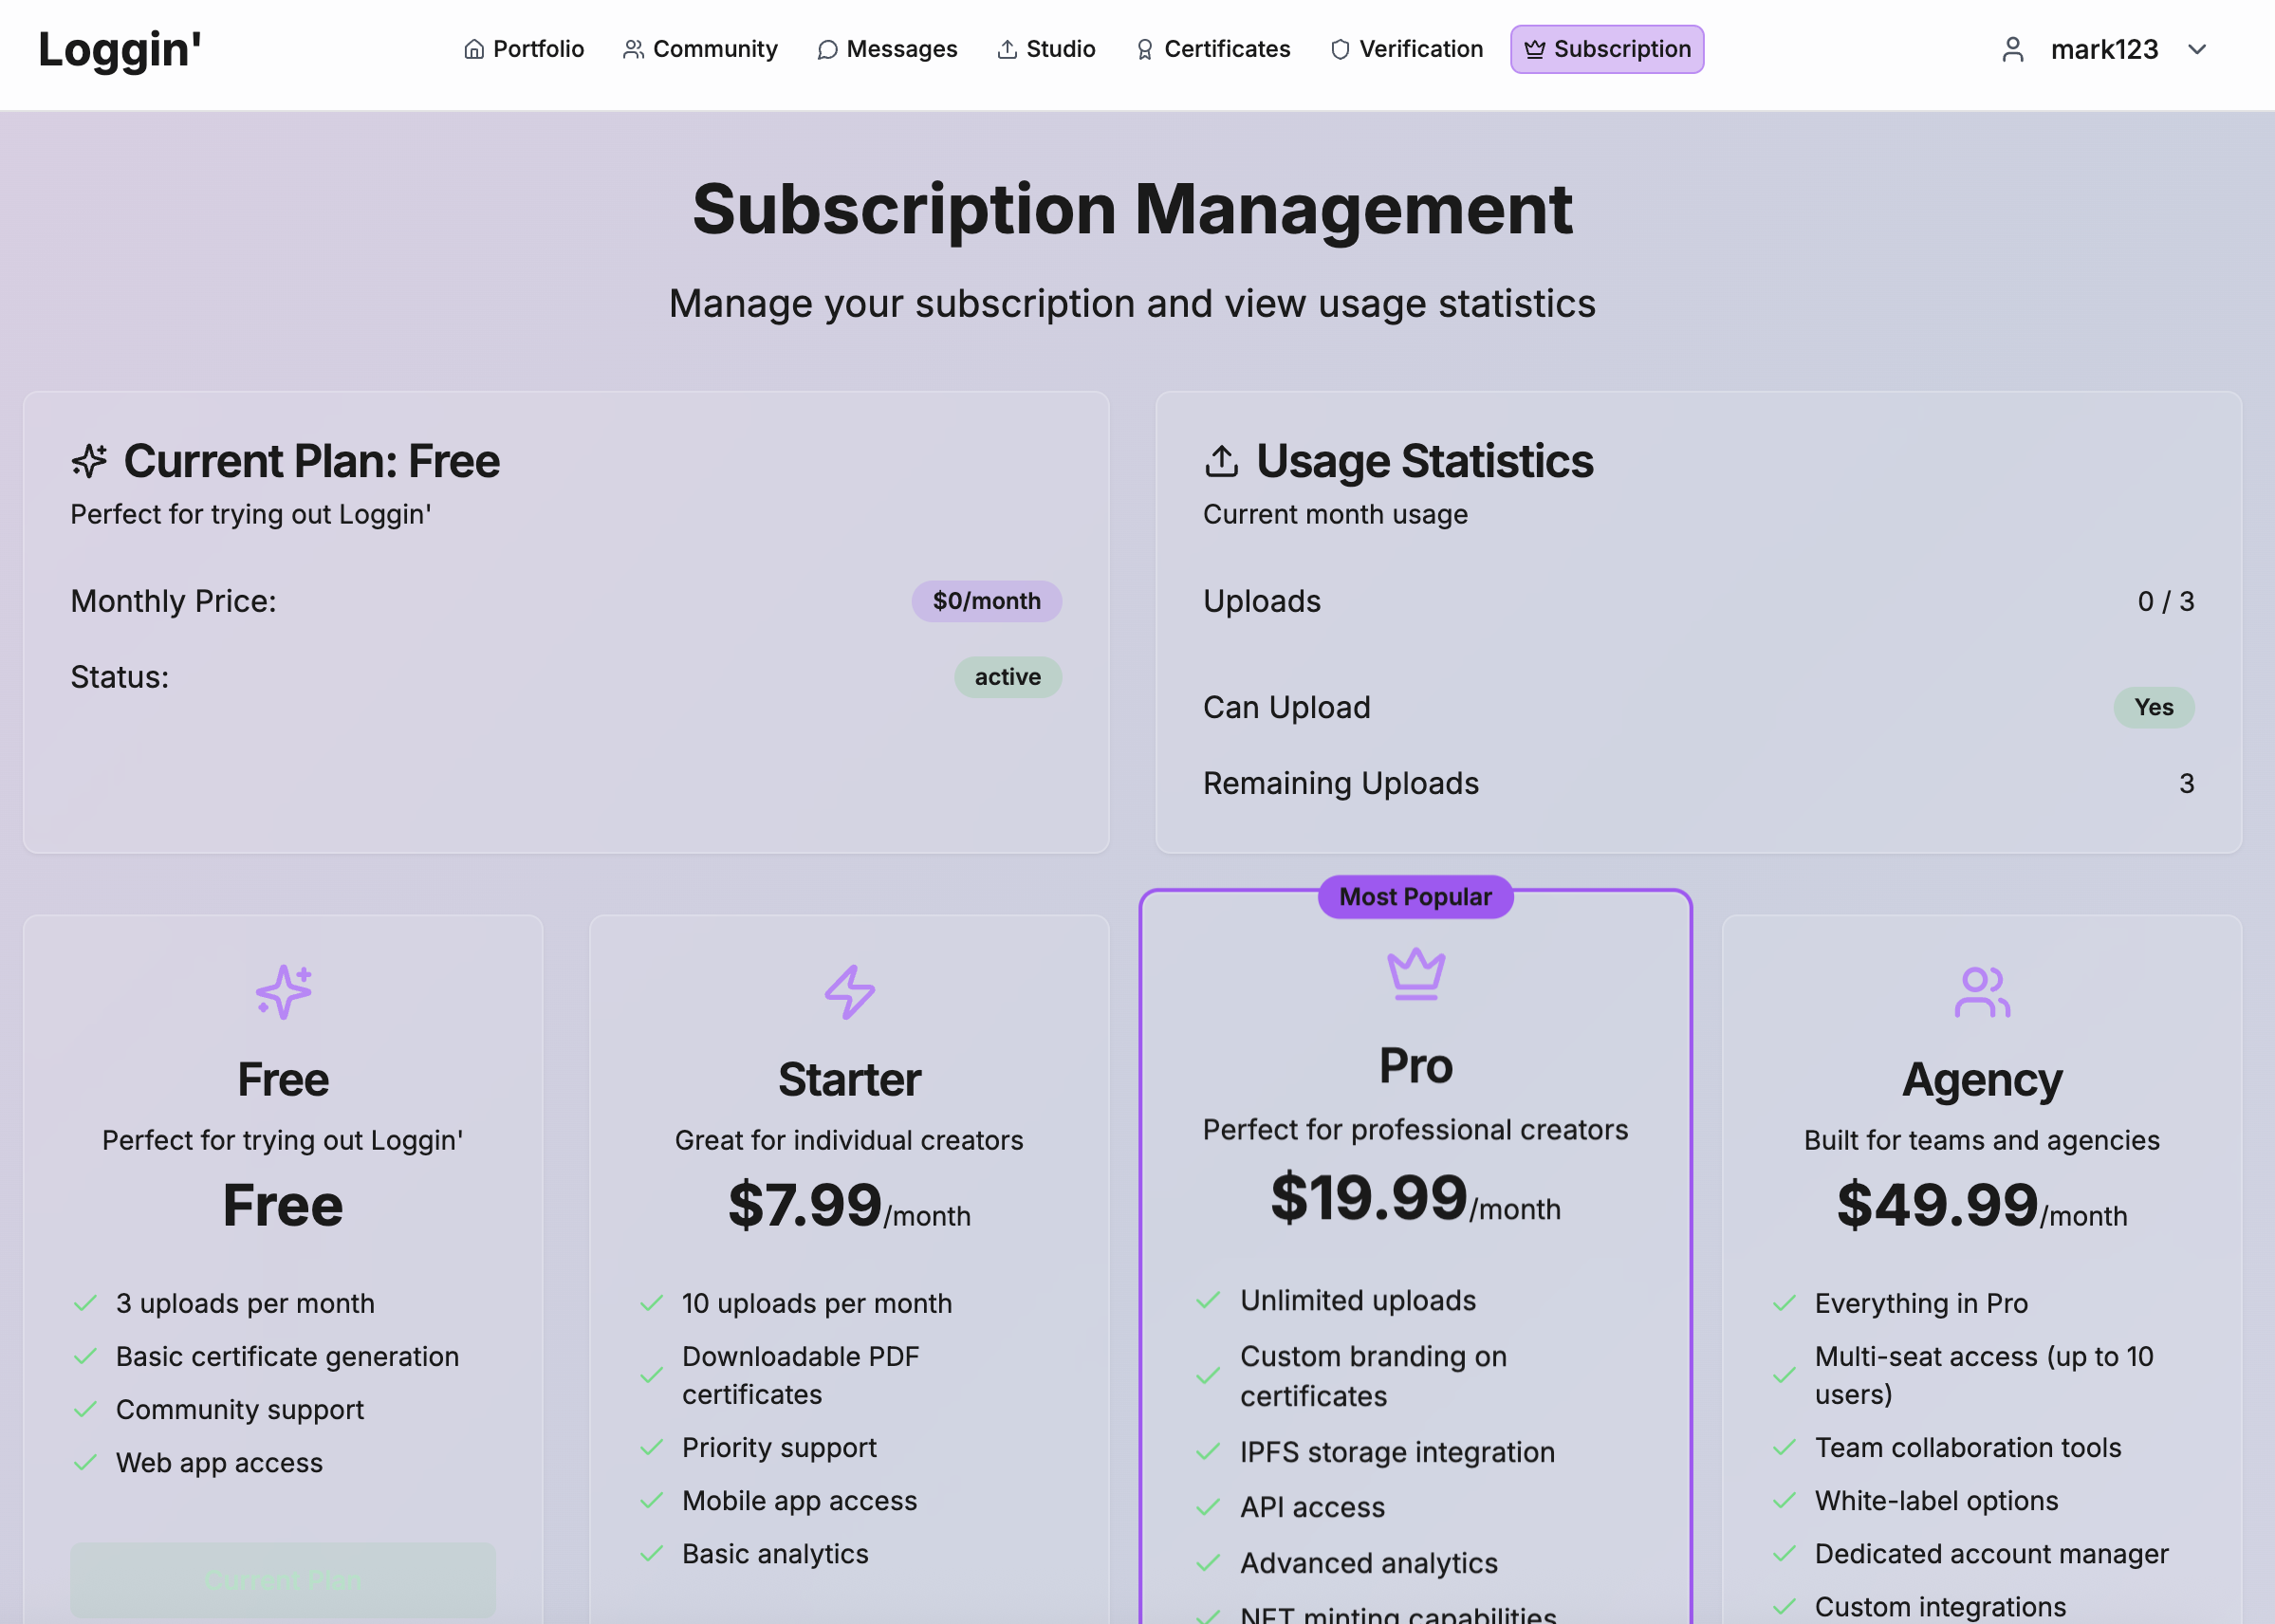 Loggin'
Portfolio
Community
Messages
Studio
Certificates
Verification
Subscription
mark123
Subscription Management
Manage your subscription and view usage statistics
Current Plan: Free
Perfect for trying out Loggin'
Monthly Price:
$0/month
Status:
active
Usage Statistics
Current month usage
Uploads
0 / 3
Can Upload
Yes
Remaining Uploads
3
Free
Perfect for trying out Loggin'
Free
3 uploads per month
Basic certificate generation
Community support
Web app access
Current Plan
Starter
Great for individual creators
$7.99/month
10 uploads per month
Downloadable PDF
certificates
Priority support
Mobile app access
Basic analytics
Most Popular
Pro
Perfect for professional creators
$19.99/month
Unlimited uploads
Custom branding on
certificates
IPFS storage integration
API access
Advanced analytics
NFT minting capabilities
Agency
Built for teams and agencies
$49.99/month
Everything in Pro
Multi-seat access (up to 10
users)
Team collaboration tools
White-label options
Dedicated account manager
Custom integrations